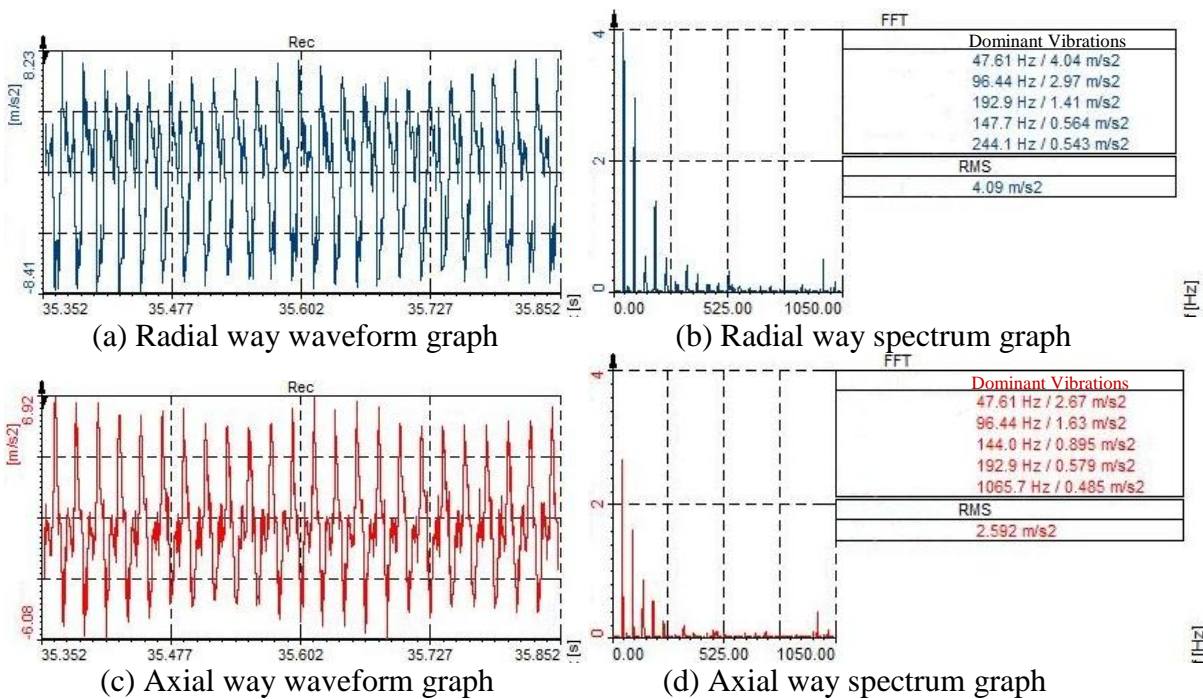 Rec
8.23
[m/s2]
-8.41
35.352
35.477
35.602
35.727
35.852
[s]
(a) Radial way waveform graph
FFT
4
2
0
0.00
525.00
1050.00
f [Hz]
Dominant Vibrations
47.61 Hz / 4.04 m/s2
96.44 Hz / 2.97 m/s2
192.9 Hz / 1.41 m/s2
147.7 Hz / 0.564 m/s2
244.1 Hz / 0.543 m/s2
RMS
4.09 m/s2
(b) Radial way spectrum graph
Rec
6.92
[m/s2]
-6.08
35.352
35.477
35.602
35.727
35.852
[s]
(c) Axial way waveform graph
FFT
4
2
0
0.00
525.00
1050.00
f [Hz]
Dominant Vibrations
47.61 Hz / 2.67 m/s2
96.44 Hz / 1.63 m/s2
144.0 Hz / 0.895 m/s2
192.9 Hz / 0.579 m/s2
1065.7 Hz / 0.485 m/s2
RMS
2.592 m/s2
(d) Axial way spectrum graph